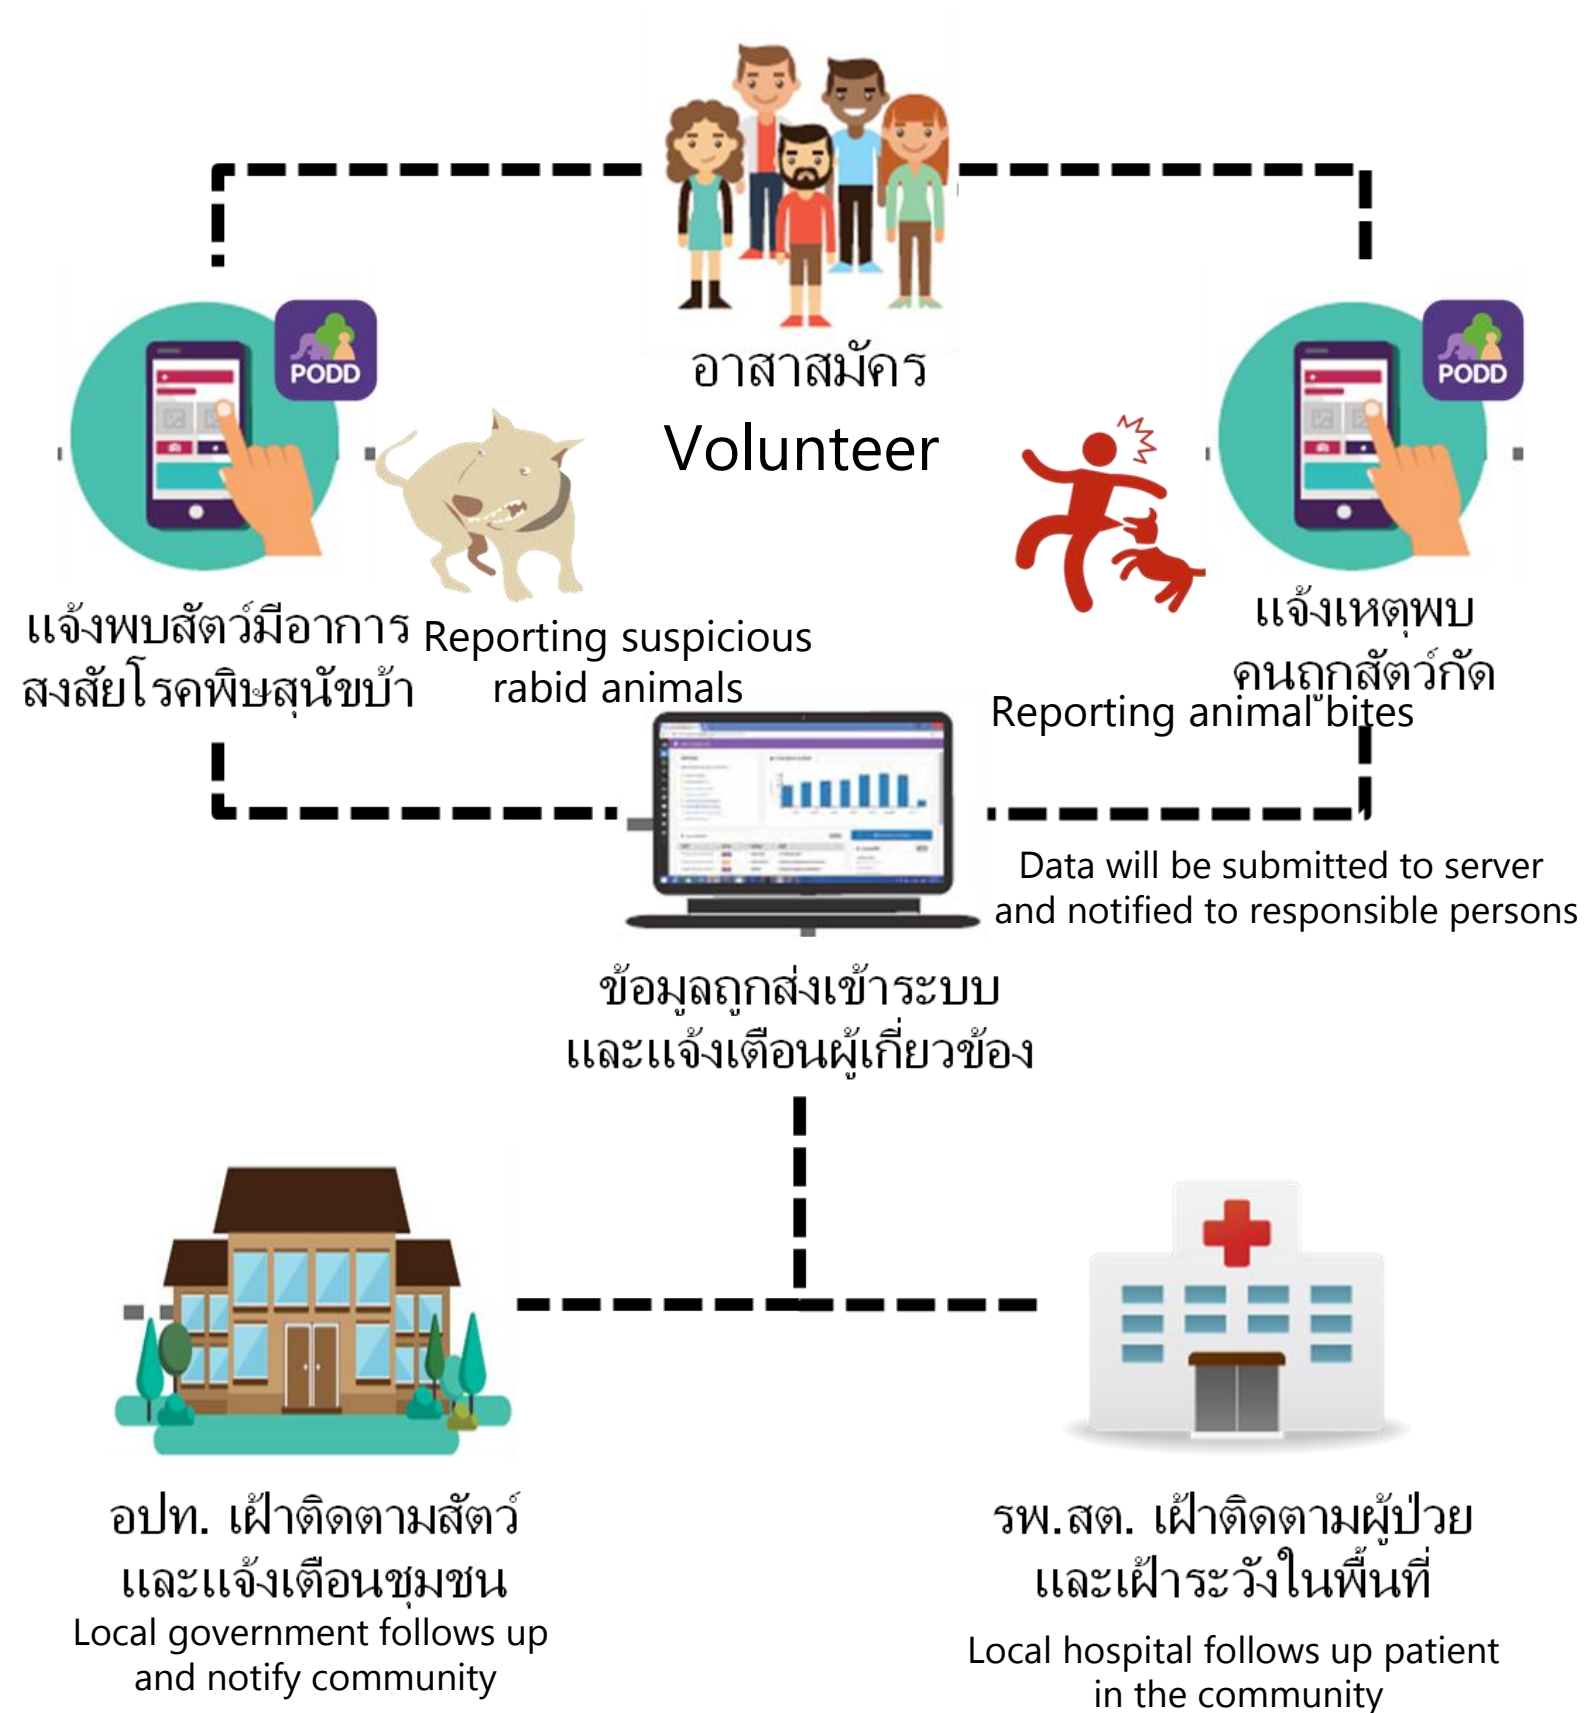 อาสาสมัคร
Volunteer
PODD
PODD
แจ้งพบสัตว์มีอาการ
สงสัยโรคพิษสุนัขบ้า
Reporting suspicious
rabid animals
แจ้งเหตุพบ
คนถูกสัตว์กัด
Reporting animal bites
Data will be submitted to server
and notified to responsible persons
ข้อมูลถูกส่งเข้าระบบ
และแจ้งเตือนผู้เกี่ยวข้อง
อปท. เฝ้าติดตามสัตว์
และแจ้งเตือนชุมชน
Local government follows up
and notify community
รพ.สต. เฝ้าติดตามผู้ป่วย
และเฝ้าระวังในพื้นที่
Local hospital follows up patient
in the community